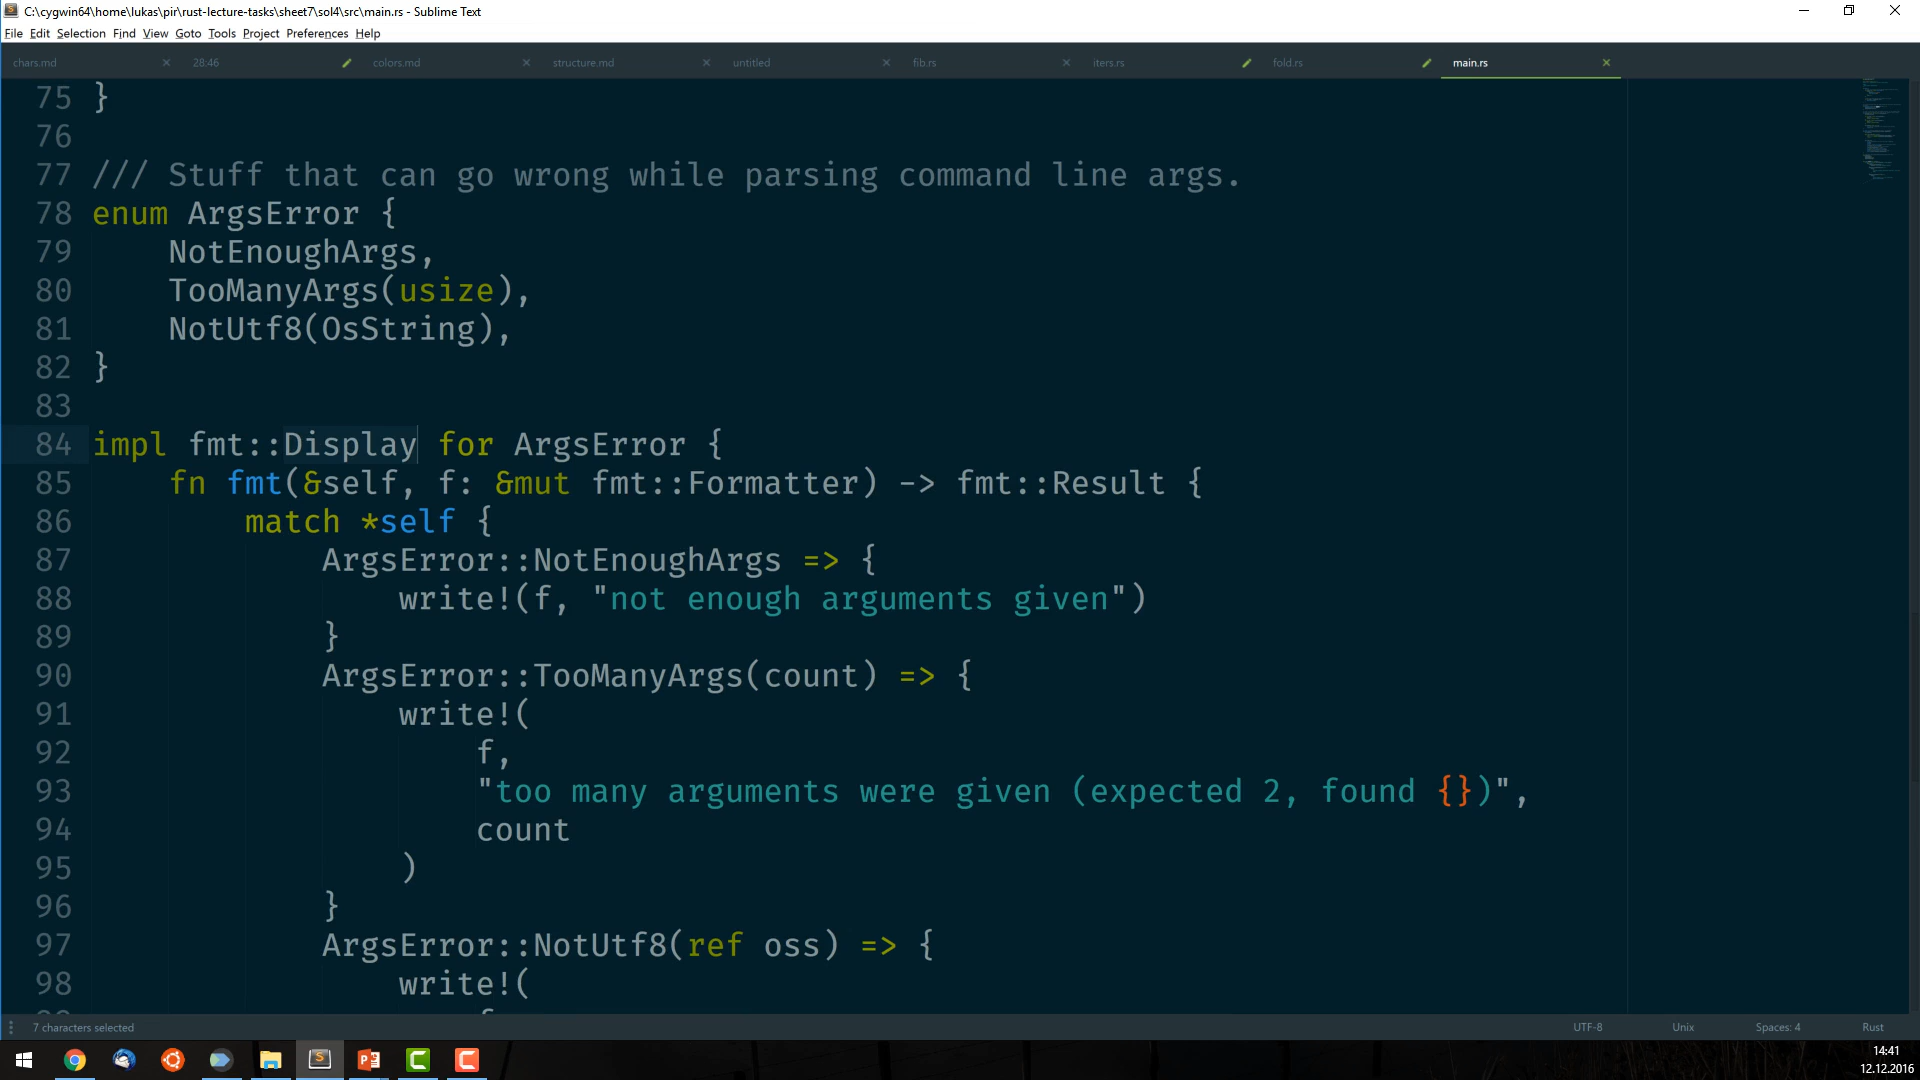 C:\cygwin64\home\lukas\pir\rust-lecture-tasks\sheet7\sol4\src\main.rs - Sublime Text
File Edit Selection Find View Goto Tools Project Preferences Help
chars.md 28:46 colors.md structure.md untitled fib.rs iters.rs fold.rs main.rs
75 }
76
77 /// Stuff that can go wrong while parsing command line args.
78 enum ArgsError {
79     NotEnoughArgs,
80     TooManyArgs(usize),
81     NotUtf8(OsString),
82 }
83
84 impl fmt::Display for ArgsError {
85     fn fmt(&self, f: &mut fmt::Formatter) -> fmt::Result {
86         match *self {
87             ArgsError::NotEnoughArgs => {
88                 write!(f, "not enough arguments given")
89             }
90             ArgsError::TooManyArgs(count) => {
91                 write!(
92                     f,
93                     "too many arguments were given (expected 2, found {})",
94                     count
95                 )
96             }
97             ArgsError::NotUtf8(ref oss) => {
98                 write!(
7 characters selected UTF-8 Unix Spaces: 4 Rust
14:41
12.12.2016